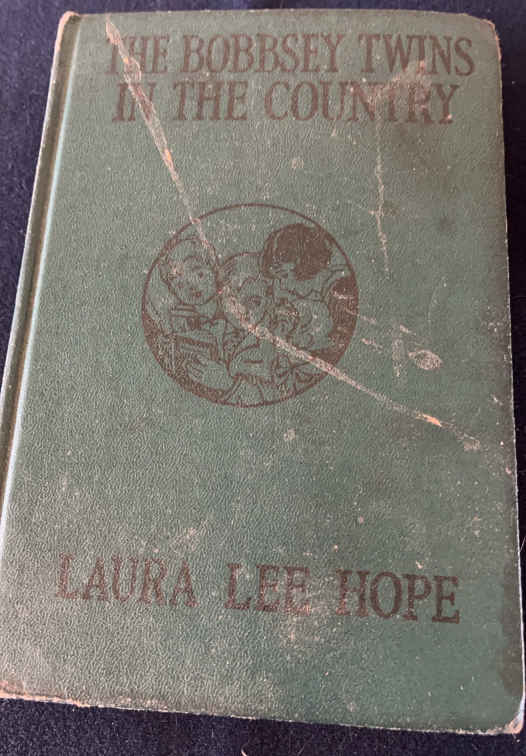 THE BOBBSEY TWINS
IN THE COUNTRY
LAURA LEE HOPE